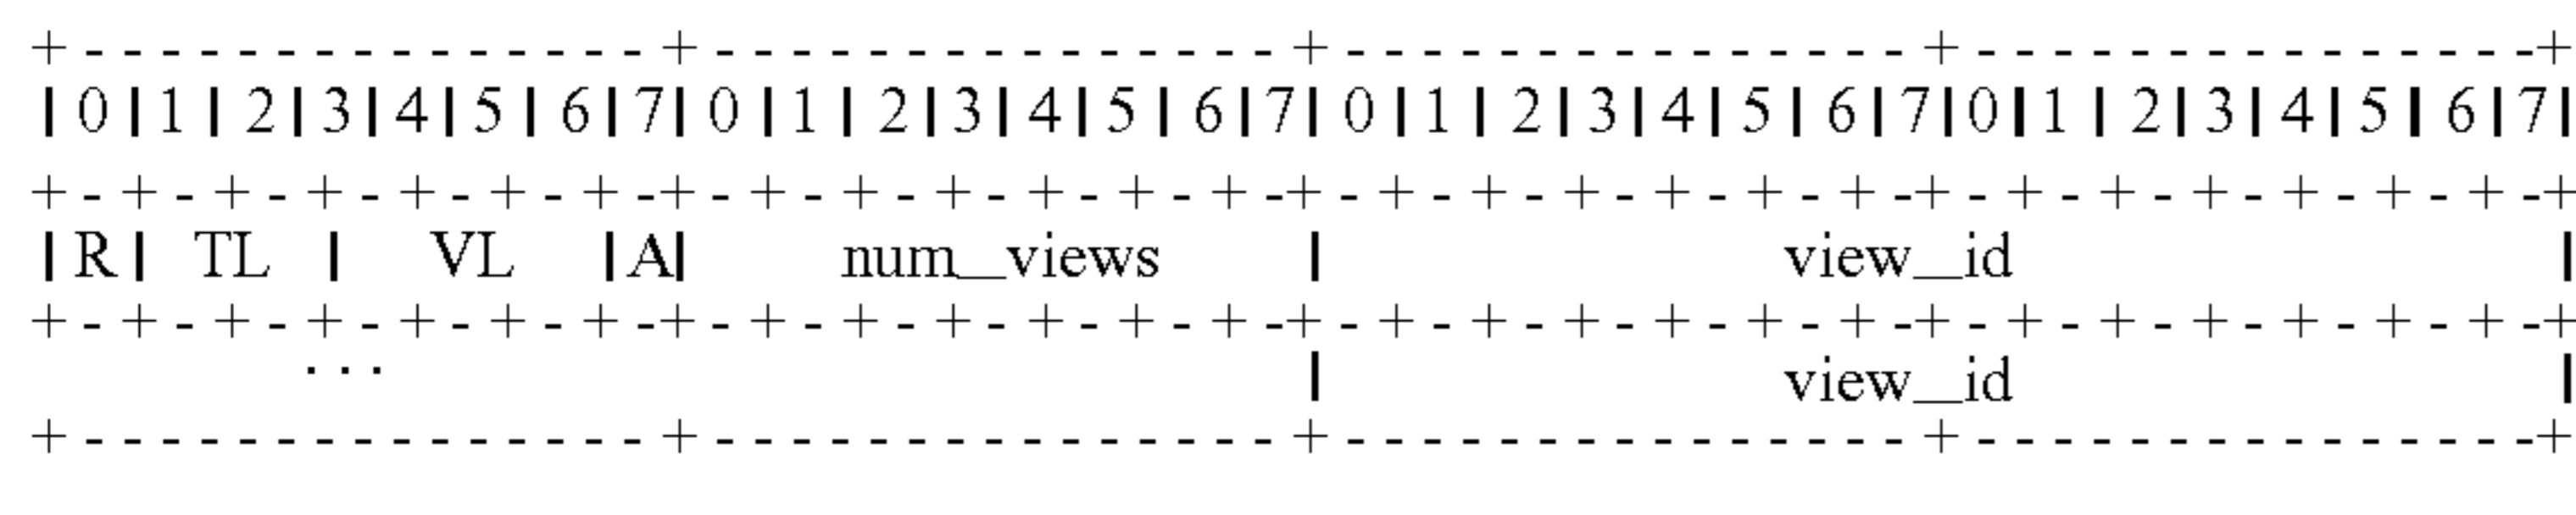 + - - - - - - - - - - - - - - - + - - - - - - - - - - - - - - - + - - - - - - - - - - - - - - - + - - - - - - - - - - - - - - - +
| 0 | 1 | 2 | 3 | 4 | 5 | 6 | 7 | 0 | 1 | 2 | 3 | 4 | 5 | 6 | 7 | 0 | 1 | 2 | 3 | 4 | 5 | 6 | 7 | 0 | 1 | 2 | 3 | 4 | 5 | 6 | 7 |
+ - + - + - + - + - + - + - + - + - + - + - + - + - + - + - + - + - + - + - + - + - + - + - + - + - + - + - + - + - + - + - +
| R | TL | VL | A | num_views | view_id |
+ - + - + - + - + - + - + - + - + - + - + - + - + - + - + - + - + - + - + - + - + - + - + - + - + - + - + - + - + - + - + - +
... | view_id |
+ - - - - - - - - - - - - - - - + - - - - - - - - - - - - - - - + - - - - - - - - - - - - - - - + - - - - - - - - - - - - - - - +